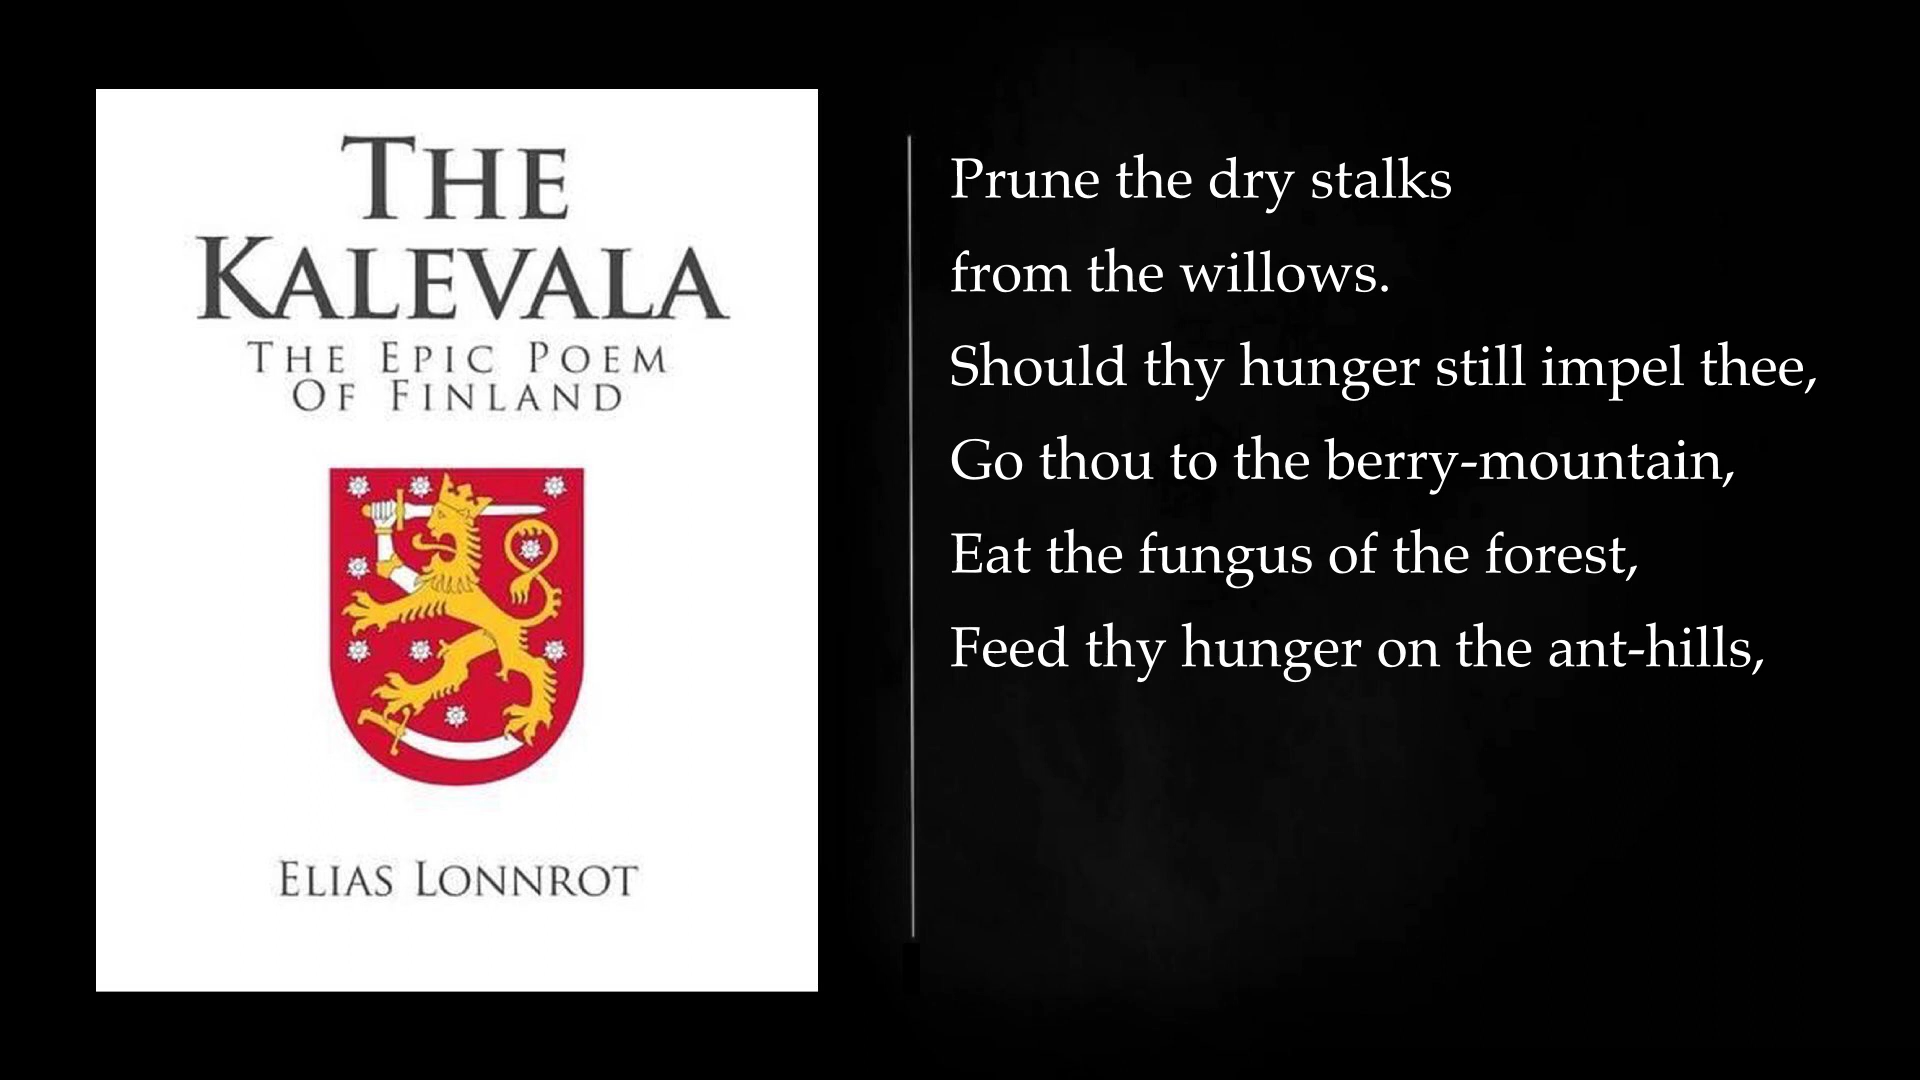 THE
KALEVALA
THE EPIC POEM
OF FINLAND
ELIAS LONNROT
Prune the dry stalks
from the willows.
Should thy hunger still impel thee,
Go thou to the berry-mountain,
Eat the fungus of the forest,
Feed thy hunger on the ant-hills,